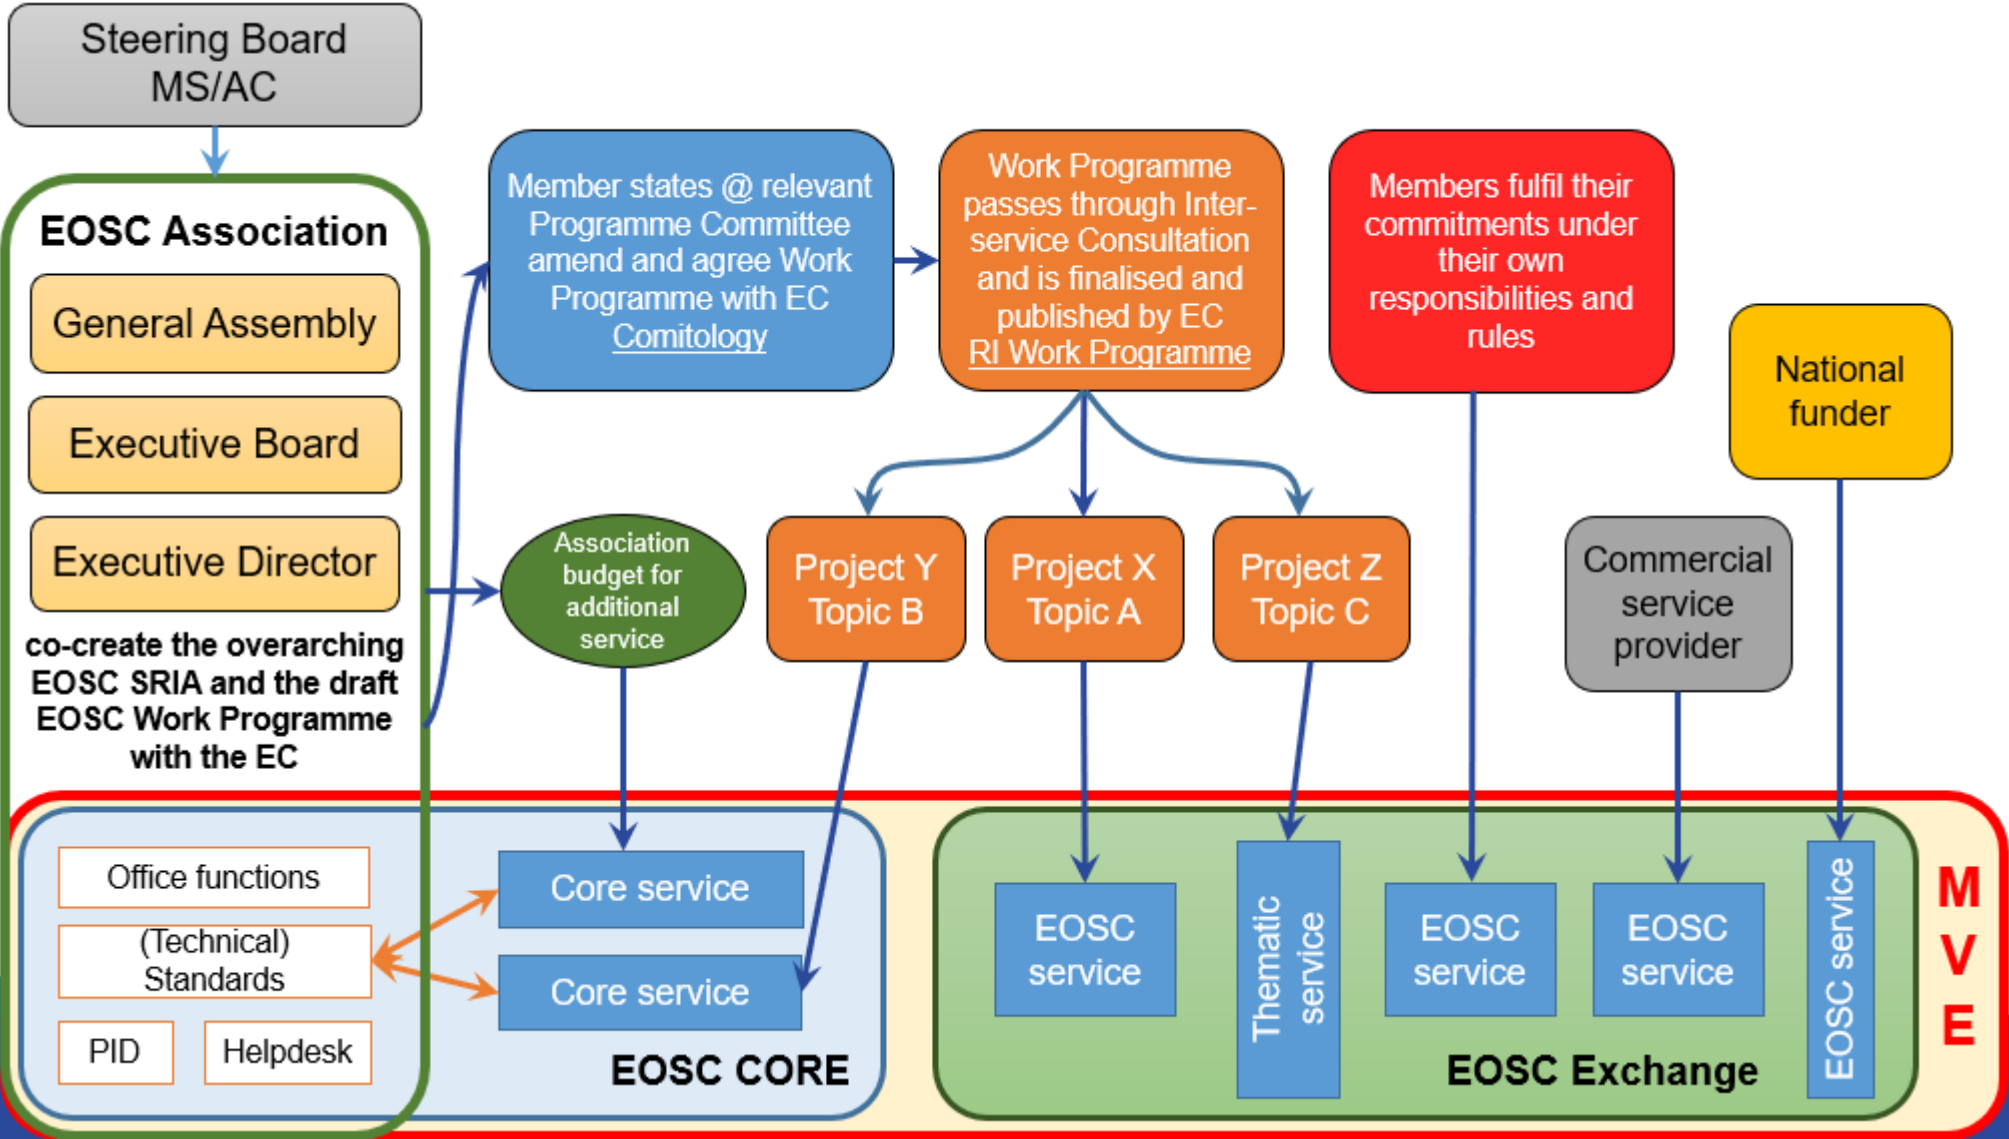 Steering Board
MS/AC
EOSC Association
General Assembly
Executive Board
Executive Director
co-create the overarching
EOSC SRIA and the draft
EOSC Work Programme
with the EC
Member states @ relevant
Programme Committee
amend and agree Work
Programme with EC
Comitology
Work Programme
passes through Inter-
service Consultation
and is finalised and
published by EC
RI Work Programme
Members fulfil their
commitments under
their own
responsibilities and
rules
National
funder
Association
budget for
additional
service
Project Y
Topic B
Project X
Topic A
Project Z
Topic C
Commercial
service
provider
Office functions
(Technical)
Standards
PID
Helpdesk
Core service
Core service
EOSC CORE
EOSC
service
Thematic
service
EOSC
service
EOSC
service
EOSC service
EOSC Exchange
M
V
E